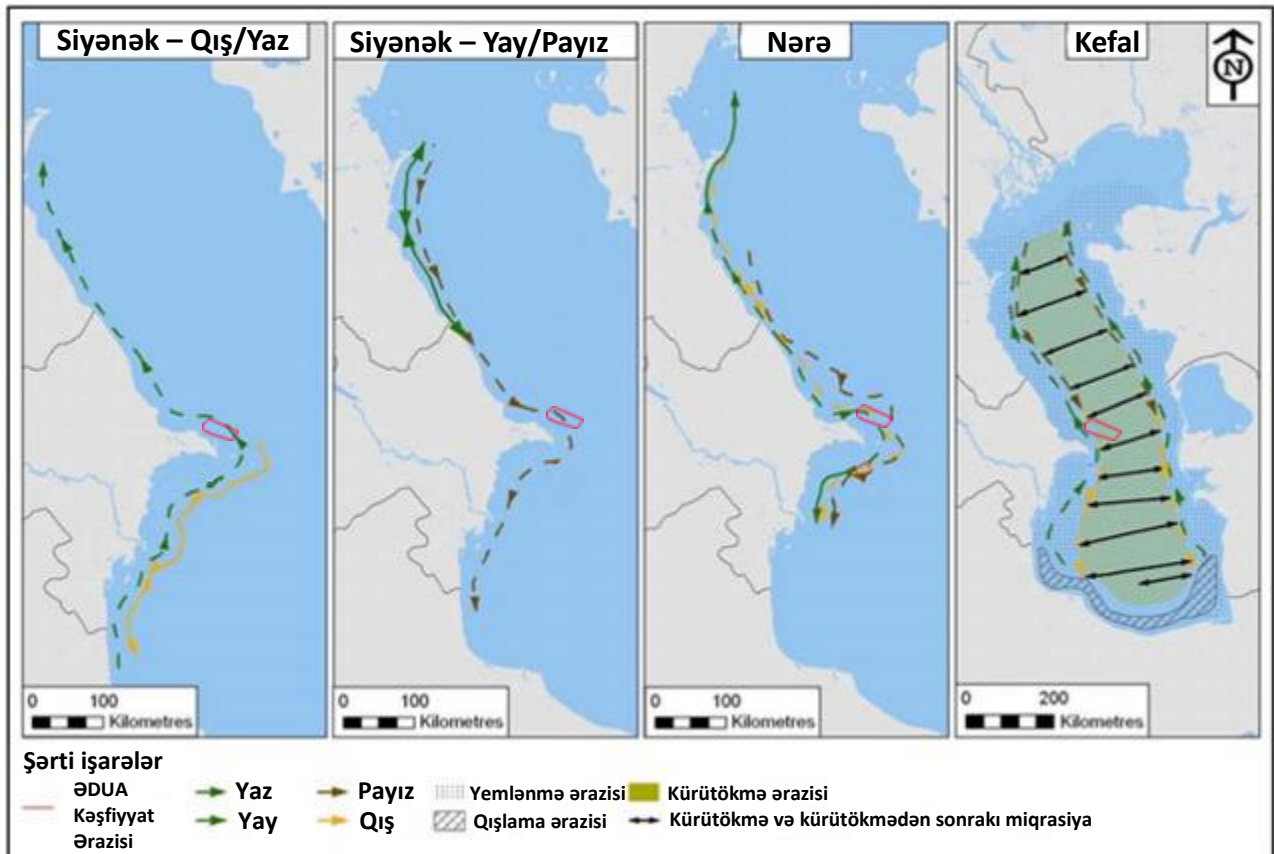 Siyənək – Qış/Yaz
Siyənək – Yay/Payız
Nərə
Kefal
N
0 100
Kilometres
0 100
Kilometres
0 100
Kilometres
0 200
Kilometres
Şərti işarələr
ƏDUA
Kəşfiyyat
Ərazisi
Yaz
Yay
Payız
Qış
Yemlənmə ərazisi
Qışlama ərazisi
Kürütökmə ərazisi
Kürütökmə və kürütökmədən sonrakı miqrasiya